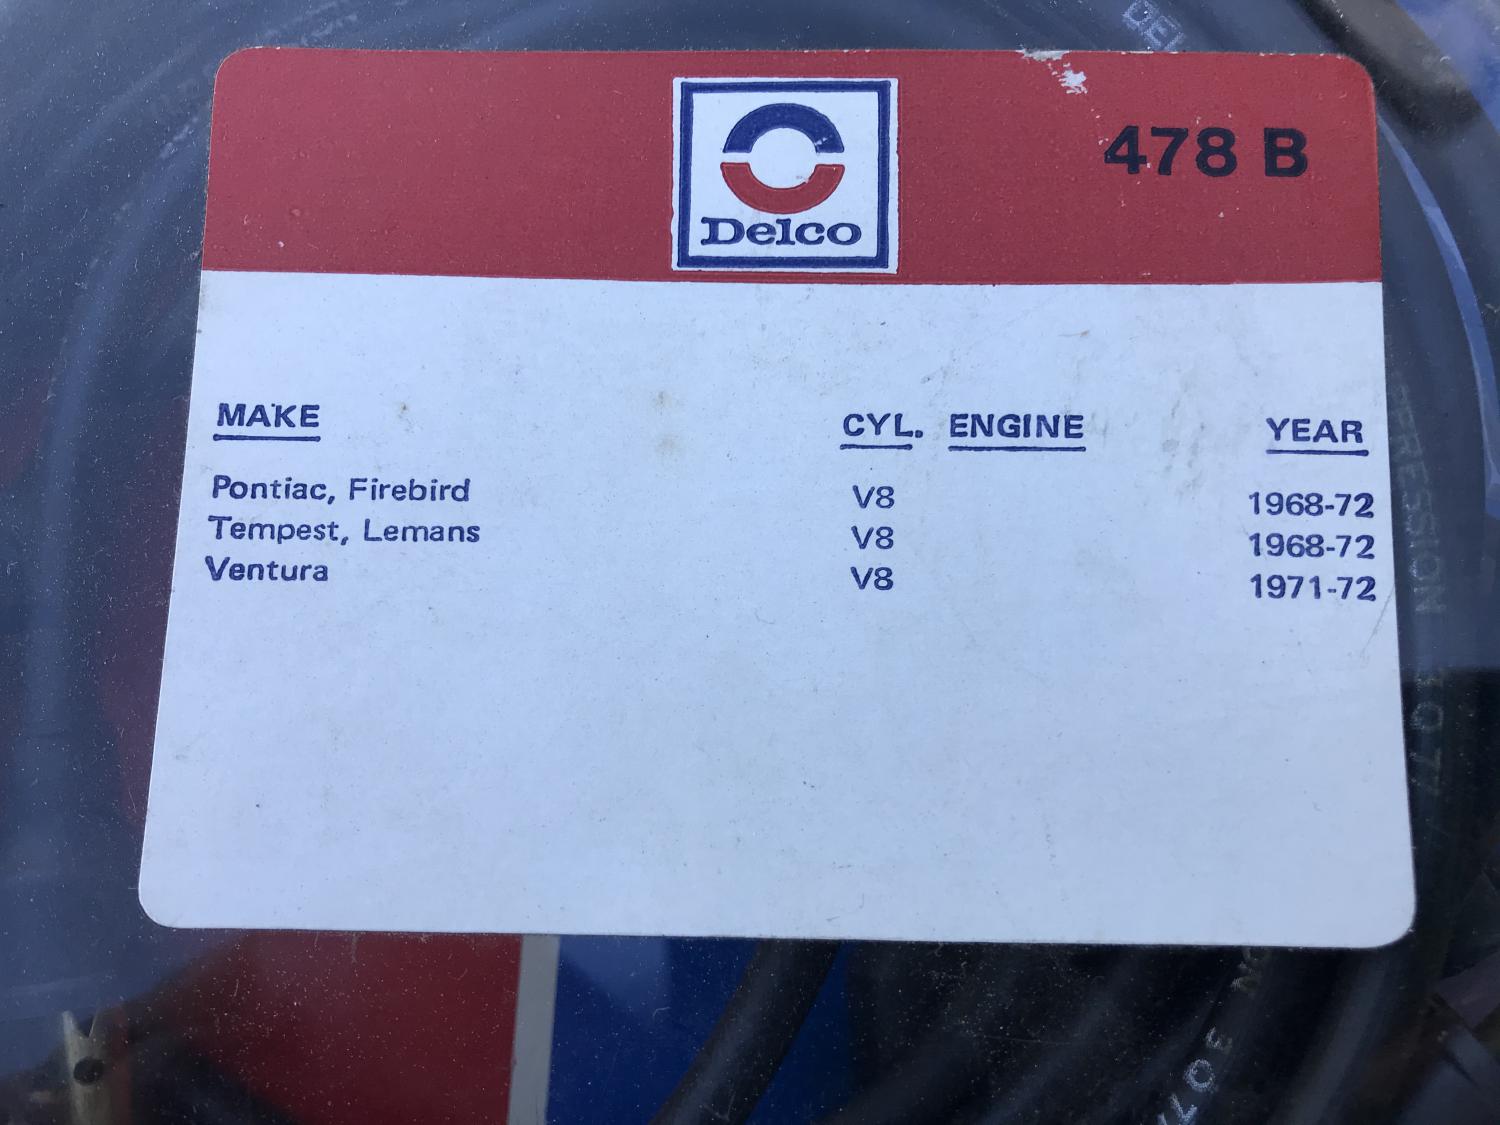 Delco
478 B
MAKE CYL. ENGINE YEAR
Pontiac, Firebird V8 1968-72
Tempest, Lemans V8 1968-72
Ventura V8 1971-72
3077